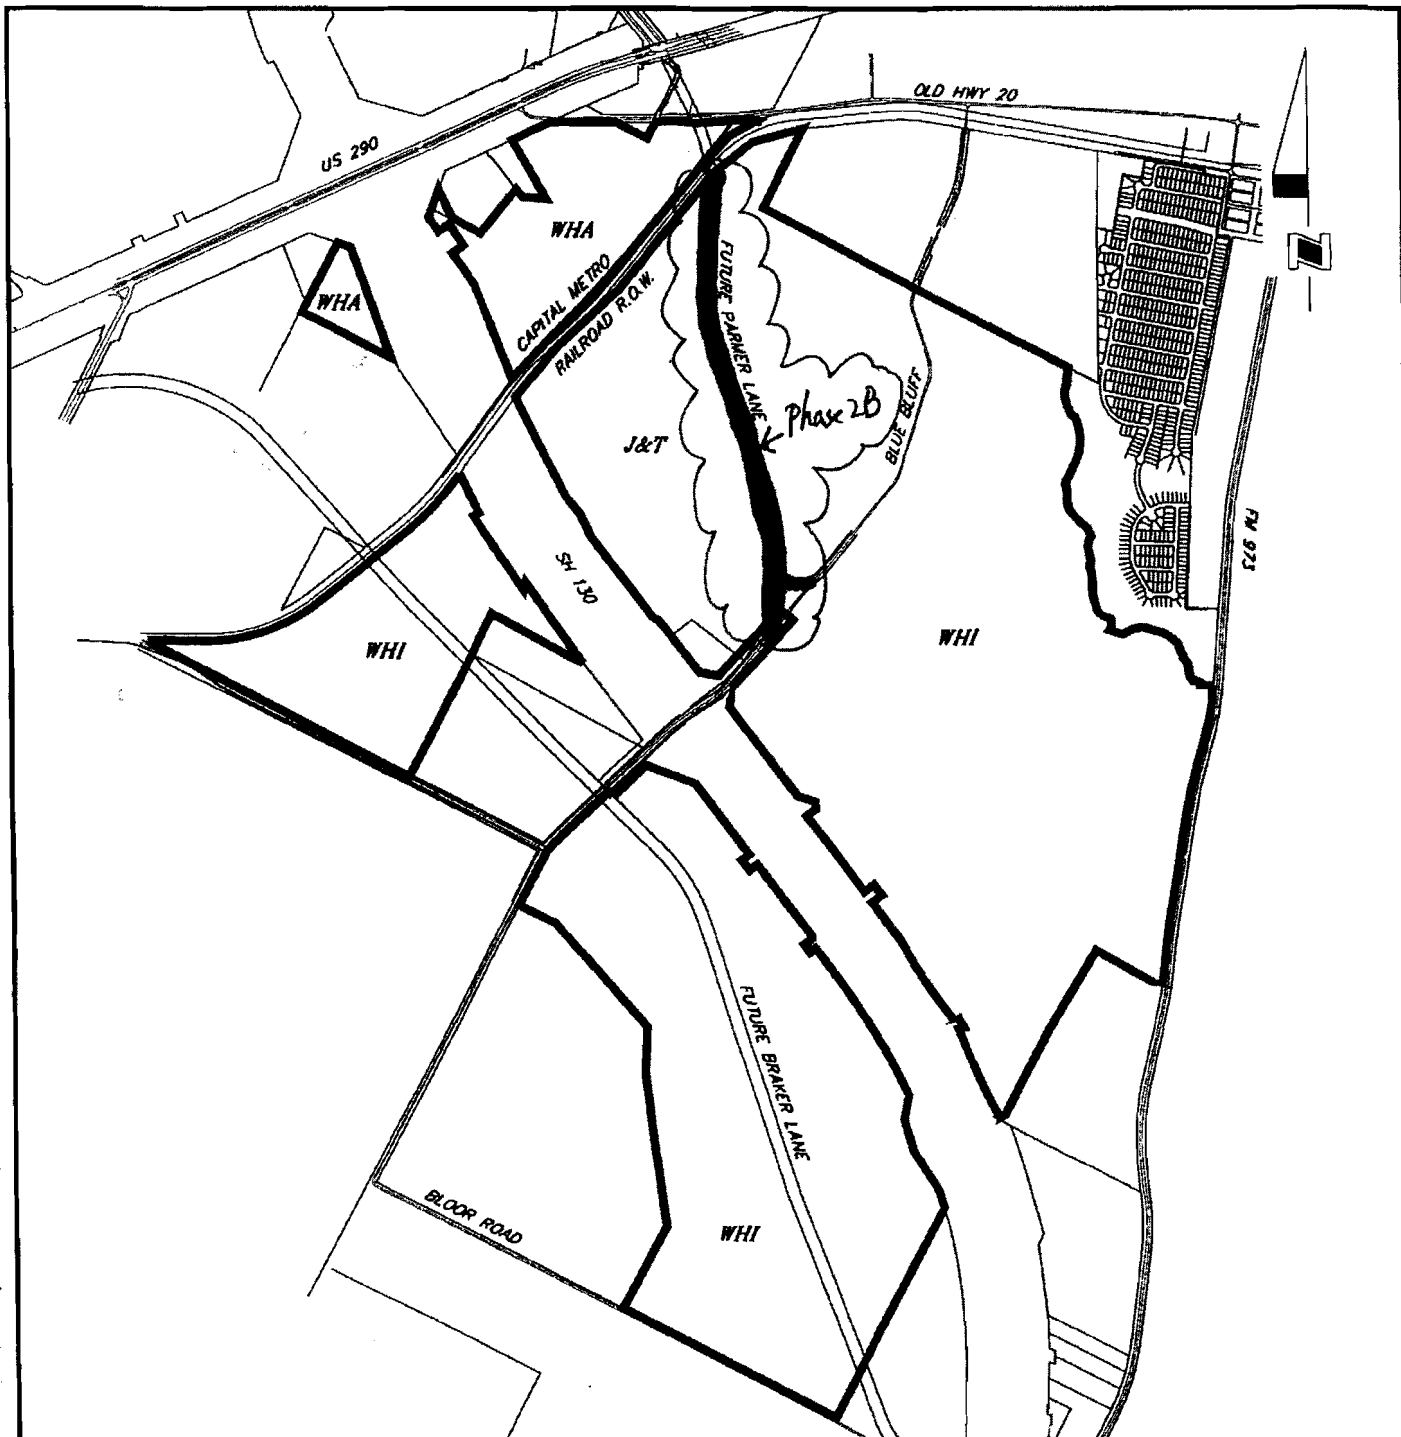 OLD HWY 20
US 290
WHA
WHA
CAPITAL METRO
RAILROAD R.O.W.
FUTURE PARMER LANE
Phase 2B
BLUE BLUFF
J&T
FM 973
SH 130
WHI
WHI
FUTURE BRAKER LANE
BLOOR ROAD
WHI
N